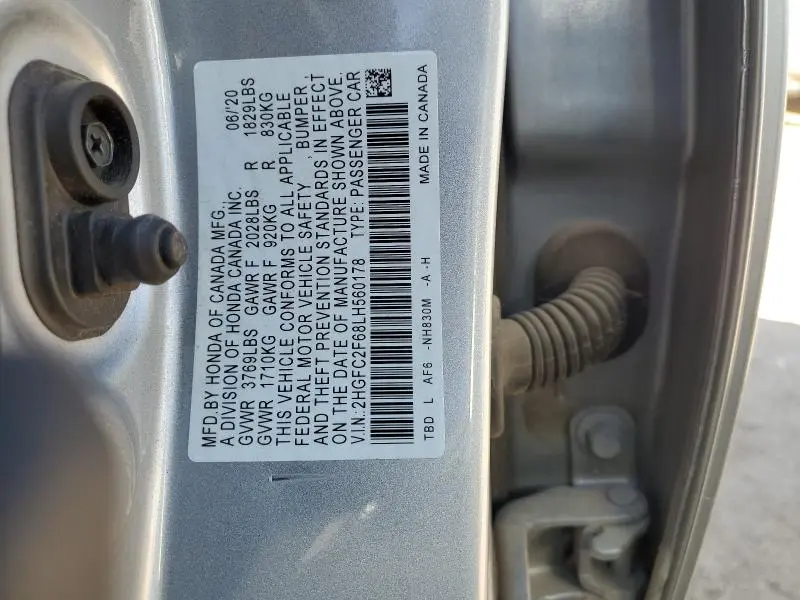 MFD.BY HONDA OF CANADA MFG., 06/'20
A DIVISION OF HONDA CANADA INC.
GVWR 3769LBS GAWR F 2028LBS R 1829LBS
GVWR 1710KG GAWR F 920KG R 830KG
THIS VEHICLE CONFORMS TO ALL APPLICABLE
FEDERAL MOTOR VEHICLE SAFETY , BUMPER ,
AND THEFT PREVENTION STANDARDS, IN EFFECT
ON THE DATE OF MANUFACTURE SHOWN ABOVE.
V.I.N.:2HGFC2F68LH560178 TYPE: PASSENGER CAR
TBD L AF6 -NH830M -A -H MADE IN CANADA